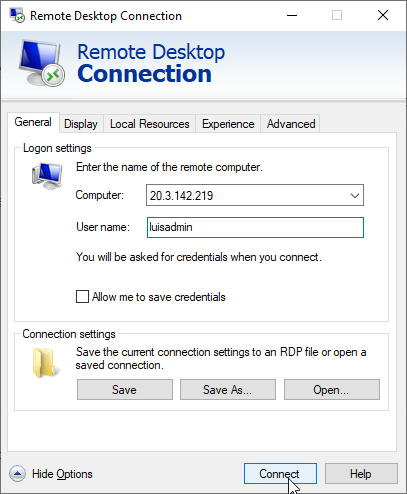 Remote Desktop Connection
Remote Desktop
Connection
General Display Local Resources Experience Advanced
Logon settings
Enter the name of the remote computer.
Computer: 20.3.142.219
User name: luisadmin
You will be asked for credentials when you connect.
Allow me to save credentials
Connection settings
Save the current connection settings to an RDP file or open a
saved connection.
Save Save As... Open...
Hide Options Connect Help